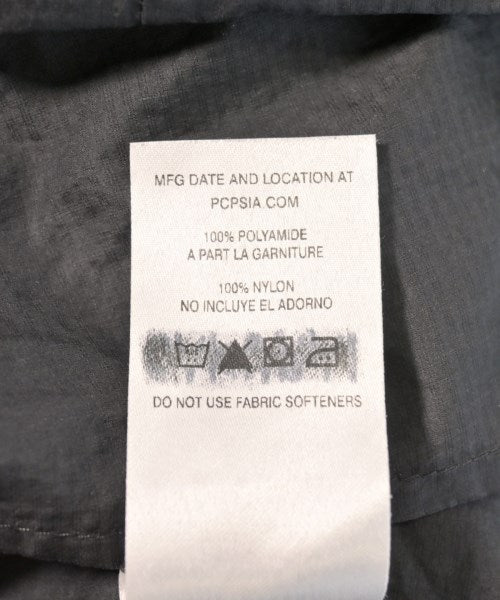 MFG DATE AND LOCATION AT
PCPSIA.COM
100% POLYAMIDE
A PART LA GARNITURE
100% NYLON
NO INCLUYE EL ADORNO
DO NOT USE FABRIC SOFTENERS